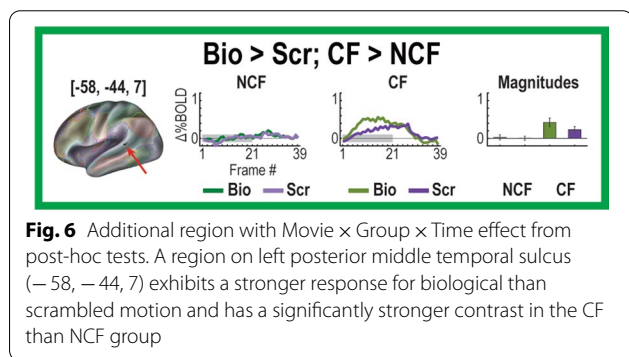 Bio > Scr; CF > NCF
[-58, -44, 7]
NCF
CF
Magnitudes
Δ%BOLD
1
0
1
21
39
Frame #
1
0
1
21
39
1
0
NCF
CF
Bio
Scr
Bio
Scr
Fig. 6 Additional region with Movie × Group × Time effect from
post-hoc tests. A region on left posterior middle temporal sulcus
(− 58, − 44, 7) exhibits a stronger response for biological than
scrambled motion and has a significantly stronger contrast in the CF
than NCF group